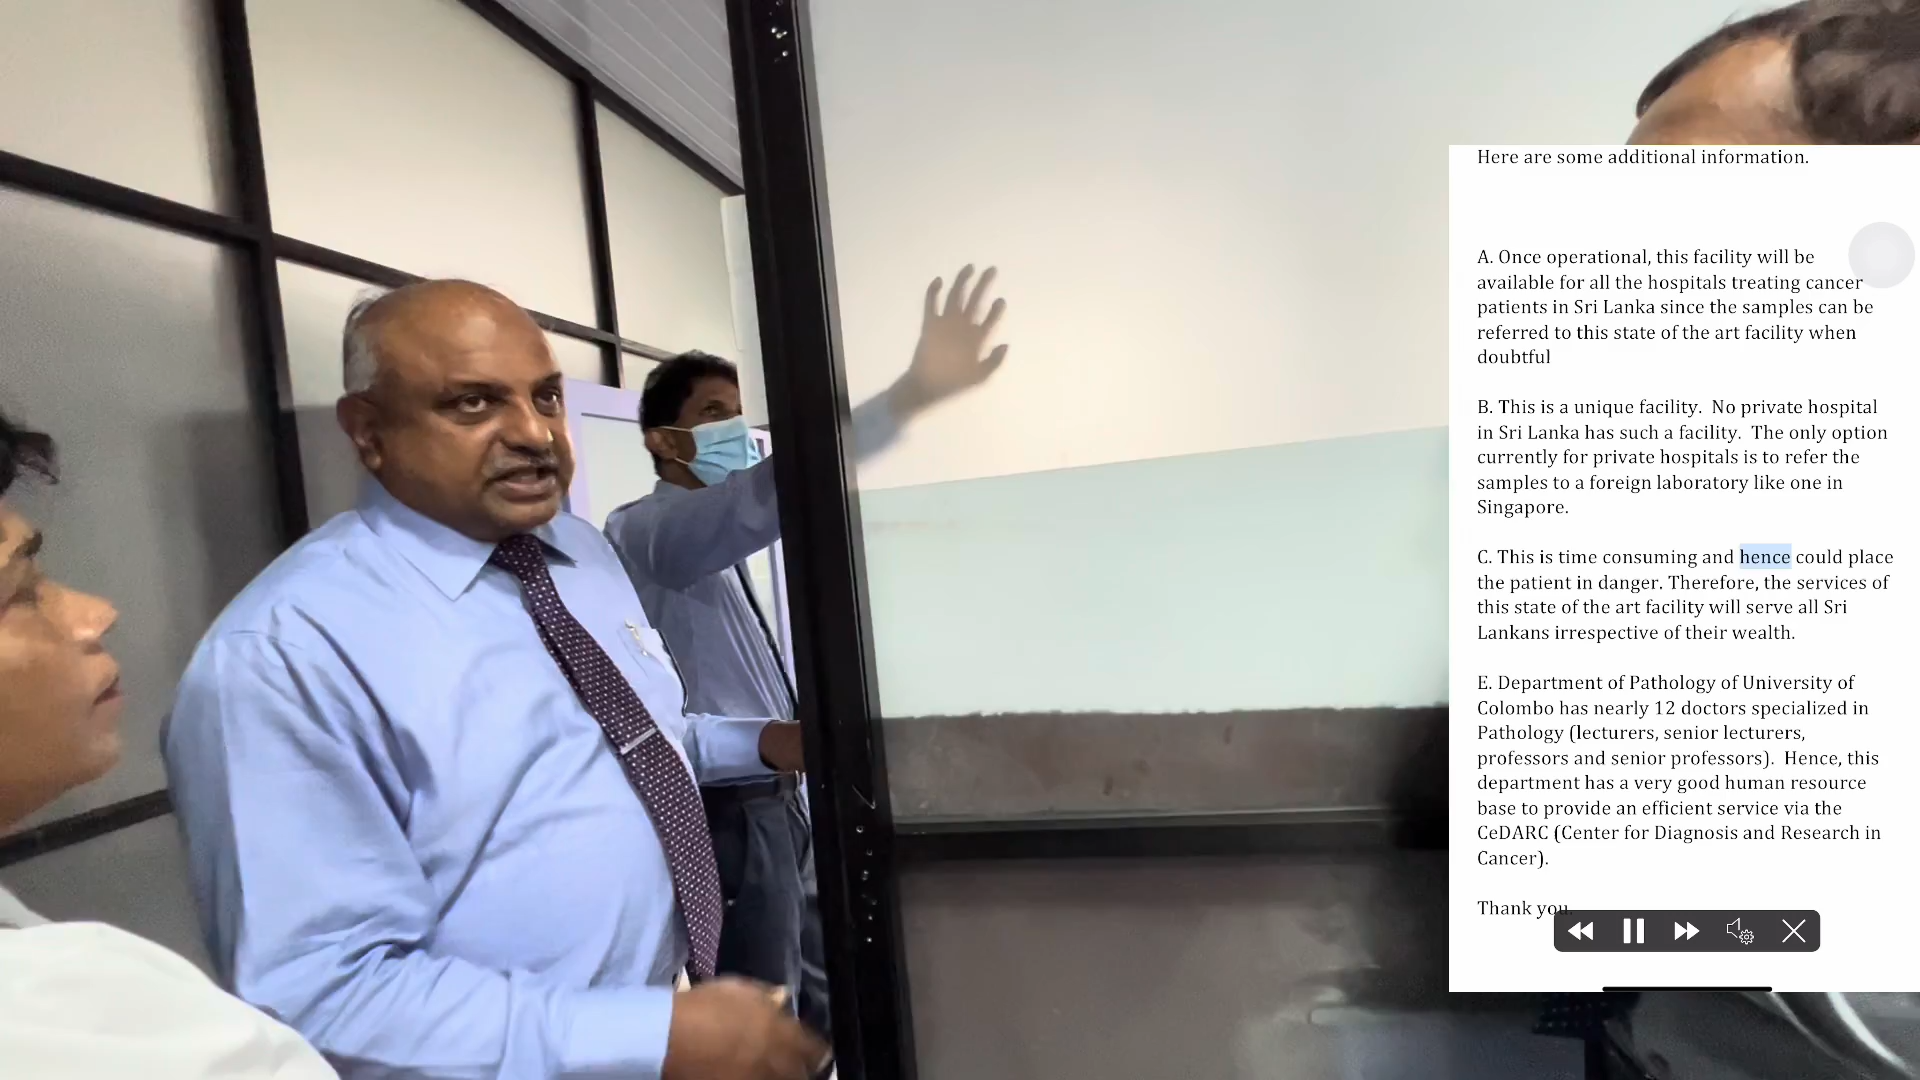 Here are some additional information.
A. Once operational, this facility will be
available for all the hospitals treating cancer
patients in Sri Lanka since the samples can be
referred to this state of the art facility when
doubtful
B. This is a unique facility.  No private hospital
in Sri Lanka has such a facility.  The only option
currently for private hospitals is to refer the
samples to a foreign laboratory like one in
Singapore.
C. This is time consuming and hence could place
the patient in danger. Therefore, the services of
this state of the art facility will serve all Sri
Lankans irrespective of their wealth.
E. Department of Pathology of University of
Colombo has nearly 12 doctors specialized in
Pathology (lecturers, senior lecturers,
professors and senior professors).  Hence, this
department has a very good human resource
base to provide an efficient service via the
CeDARC (Center for Diagnosis and Research in
Cancer).
Thank you.